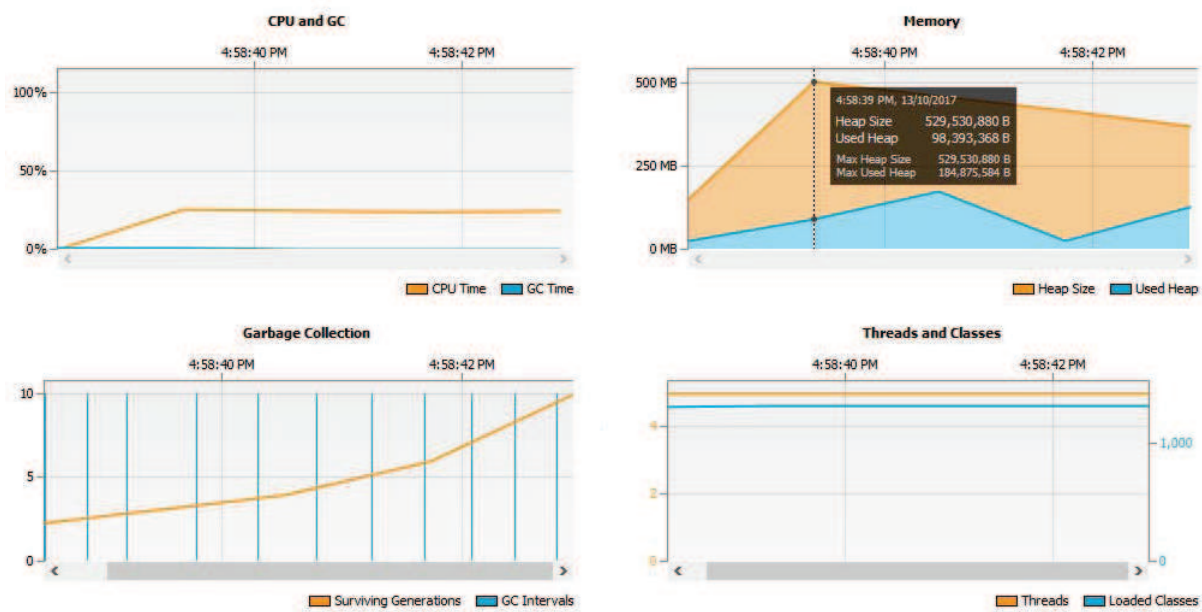 CPU and GC
4:58:40 PM 4:58:42 PM
100%
50%
0%
CPU Time GC Time
Memory
4:58:40 PM 4:58:42 PM
500 MB
250 MB
0 MB
4:58:39 PM, 13/10/2017
Heap Size 529,530,880 B
Used Heap 98,393,368 B
Max Heap Size 529,530,880 B
Max Used Heap 184,875,584 B
Heap Size Used Heap
Garbage Collection
4:58:40 PM 4:58:42 PM
10
5
0
Surviving Generations GC Intervals
Threads and Classes
4:58:40 PM 4:58:42 PM
4
2
0
1,000
0
Threads Loaded Classes